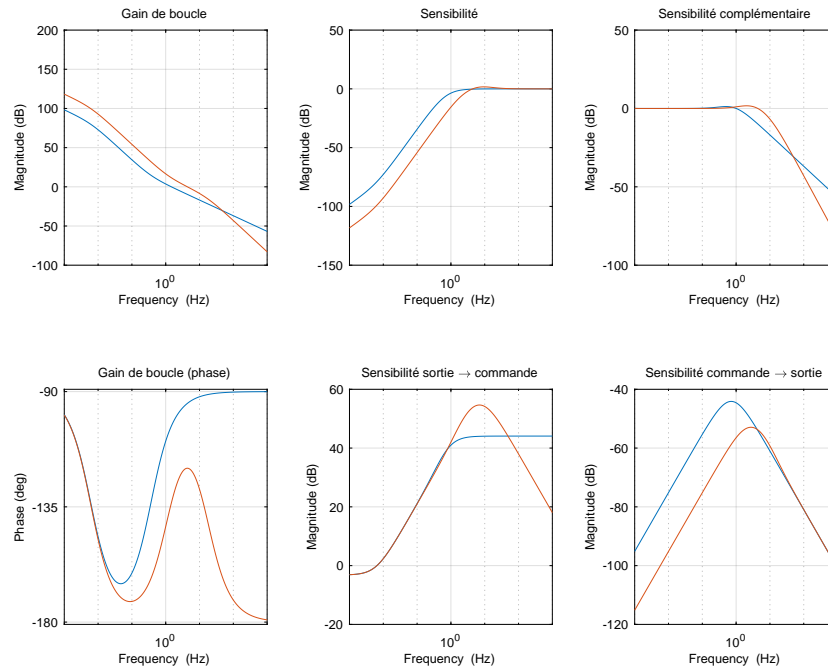 Gain de boucle
200
150
100
50
0
-50
-100
Magnitude (dB)
10^0
Frequency (Hz)
Sensibilité
50
0
-50
-100
-150
Magnitude (dB)
10^0
Frequency (Hz)
Sensibilité complémentaire
50
0
-50
-100
Magnitude (dB)
10^0
Frequency (Hz)
Gain de boucle (phase)
-90
-135
-180
Phase (deg)
10^0
Frequency (Hz)
Sensibilité sortie → commande
60
40
20
0
-20
Magnitude (dB)
10^0
Frequency (Hz)
Sensibilité commande → sortie
-40
-60
-80
-100
-120
Magnitude (dB)
10^0
Frequency (Hz)